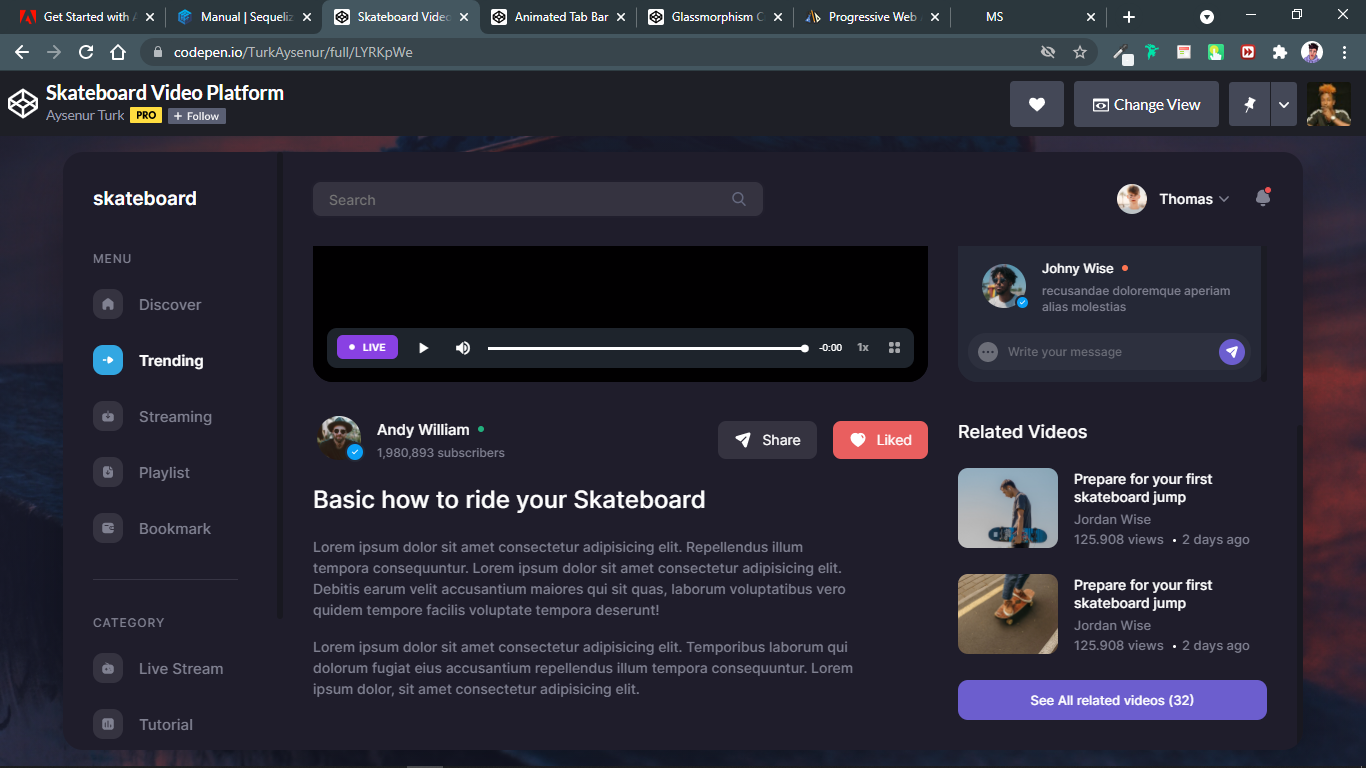 Get Started with A
Manual | Sequeliz
Skateboard Video
Animated Tab Bar
Glassmorphism C
Progressive Web
MS
codepen.io/TurkAysenur/full/LYRKpWe
Skateboard Video Platform
Aysenur Turk PRO + Follow
Change View
skateboard
Search
Thomas
MENU
Discover
Trending
Streaming
Playlist
Bookmark
CATEGORY
Live Stream
Tutorial
LIVE
-0:00
1x
Johny Wise
recusandae doloremque aperiam
alias molestias
Write your message
Andy William
1,980,893 subscribers
Share
Liked
Basic how to ride your Skateboard
Lorem ipsum dolor sit amet consectetur adipisicing elit. Repellendus illum
tempora consequuntur. Lorem ipsum dolor sit amet consectetur adipisicing elit.
Debitis earum velit accusantium maiores qui sit quas, laborum voluptatibus vero
quidem tempore facilis voluptate tempora deserunt!
Lorem ipsum dolor sit amet consectetur adipisicing elit. Temporibus laborum qui
dolorum fugiat eius accusantium repellendus illum tempora consequuntur. Lorem
ipsum dolor, sit amet consectetur adipisicing elit.
Related Videos
Prepare for your first
skateboard jump
Jordan Wise
125.908 views • 2 days ago
Prepare for your first
skateboard jump
Jordan Wise
125.908 views • 2 days ago
See All related videos (32)